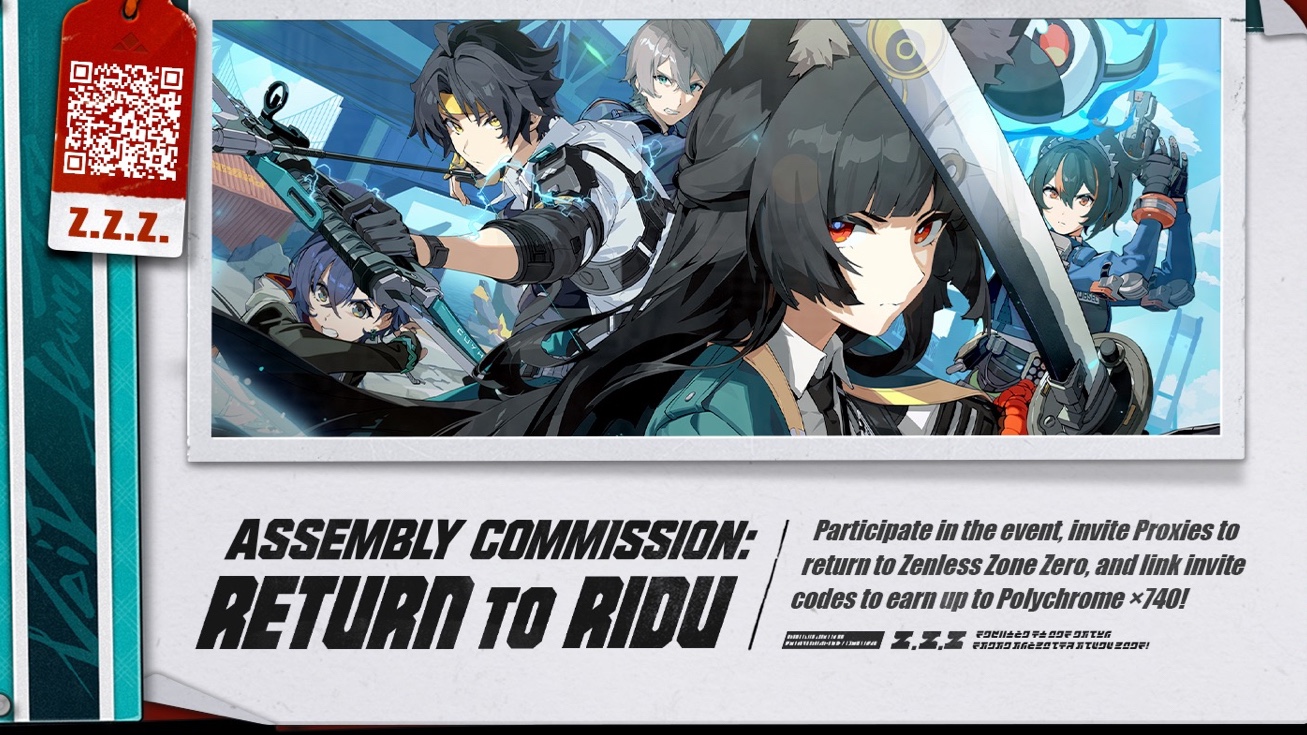 Z.Z.Z.
ASSEMBLY COMMISSION:
RETURN TO RIDU
Participate in the event, invite Proxies to
return to Zenless Zone Zero, and link invite
codes to earn up to Polychrome ×740!
Z.Z.Z